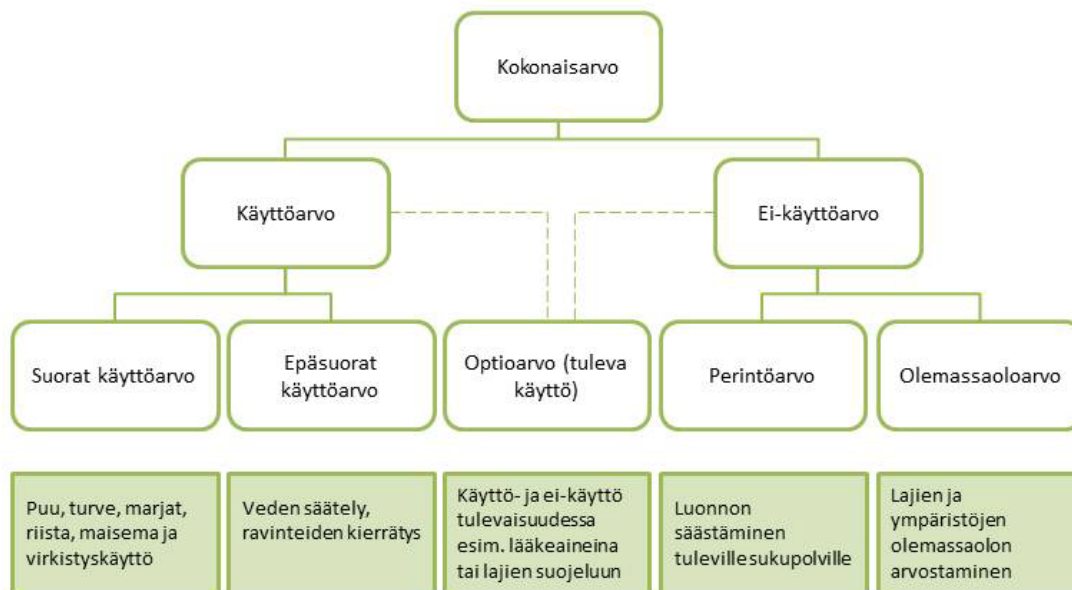 Kokonaisarvo
Käyttöarvo
Ei-käyttöarvo
Suorat käyttöarvo
Epäsuorat
käyttöarvo
Optioarvo (tuleva
käyttö)
Perintöarvo
Olemassaoloarvo
Puu, turve, marjat,
riista, maisema ja
virkistyskäyttö
Veden säätely,
ravinteiden kierrätys
Käyttö- ja ei-käyttö
tulevaisuudessa
esim. lääkeaineina
tai lajien suojeluun
Luonnon
säästäminen
tuleville sukupolville
Lajien ja
ympäristöjen
olemassaolon
arvostaminen